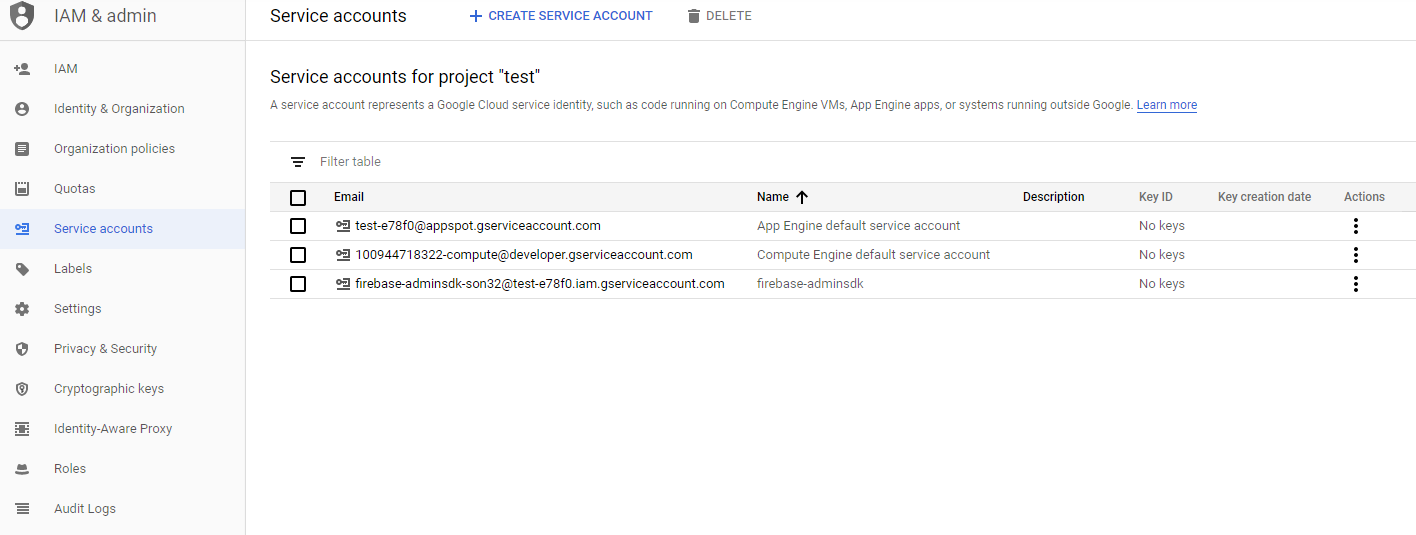 IAM & admin
Service accounts
CREATE SERVICE ACCOUNT
DELETE
IAM
Identity & Organization
Organization policies
Quotas
Service accounts
Labels
Settings
Privacy & Security
Cryptographic keys
Identity-Aware Proxy
Roles
Audit Logs
Service accounts for project "test"
A service account represents a Google Cloud service identity, such as code running on Compute Engine VMs, App Engine apps, or systems running outside Google. Learn more
Filter table
Email Name Description Key ID Key creation date Actions
test-e78f0@appspot.gserviceaccount.com App Engine default service account No keys
100944718322-compute@developer.gserviceaccount.com Compute Engine default service account No keys
firebase-adminsdk-son32@test-e78f0.iam.gserviceaccount.com firebase-adminsdk No keys